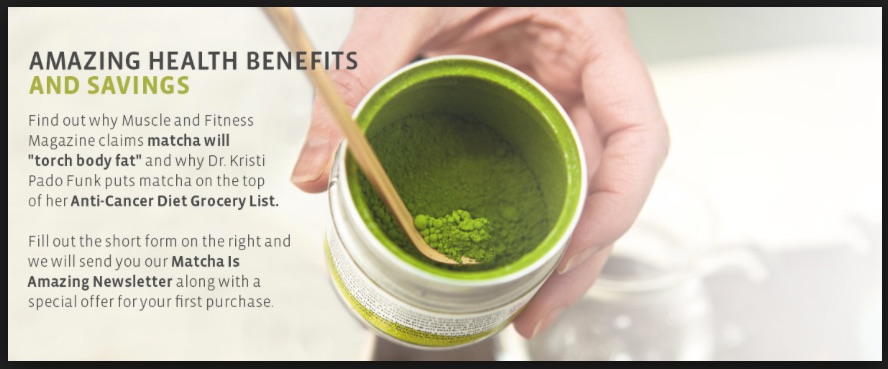 AMAZING HEALTH BENEFITS
AND SAVINGS
Find out why Muscle and Fitness
Magazine claims matcha will
"torch body fat" and why Dr. Kristi
Pado Funk puts matcha on the top
of her Anti-Cancer Diet Grocery List.
Fill out the short form on the right and
we will send you our Matcha Is
Amazing Newsletter along with a
special offer for your first purchase.